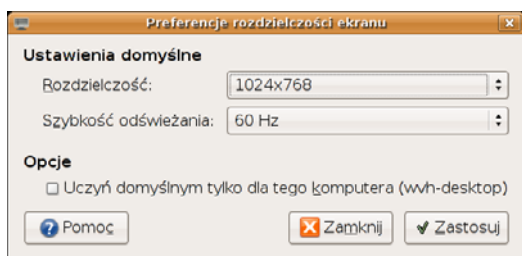 Preferencje rozdzielczości ekranu
Ustawienia domyślne
Rozdzielczość: 1024x768
Szybkość odświeżania: 60 Hz
Opcje
Uczyń domyślnym tylko dla tego komputera (wvh-desktop)
Pomoc Zamknij Zastosuj